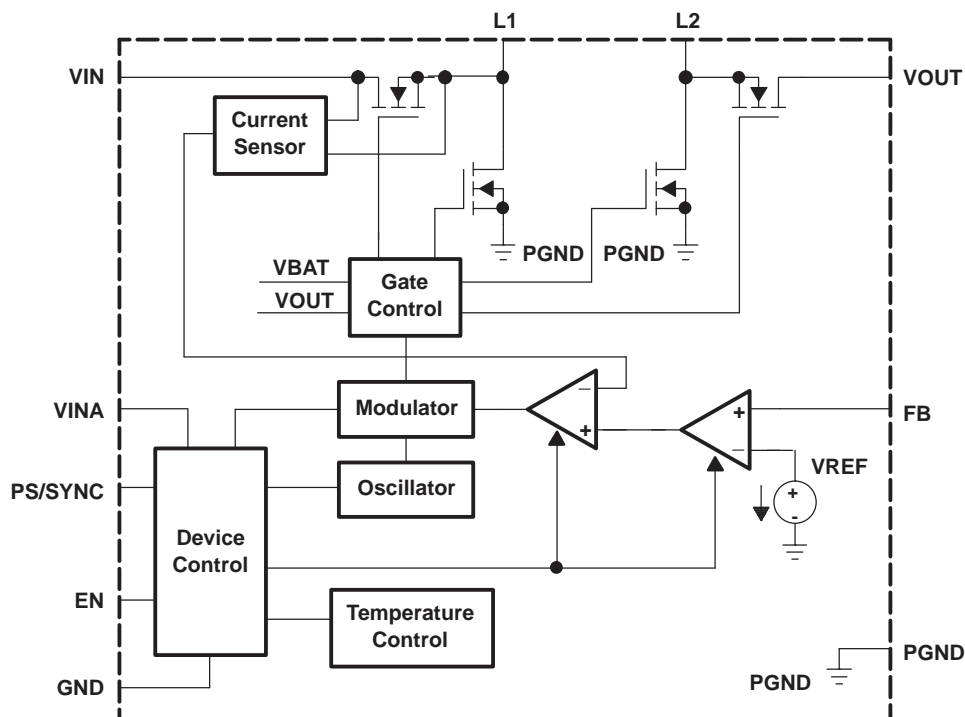 L1 L2
VIN VOUT
Current
Sensor
PGND PGND
VBAT
VOUT
Gate
Control
VINA
Modulator
−
+
+
−
FB
VREF
+
-
PS/SYNC
Oscillator
Device
Control
EN
Temperature
Control
GND
PGND
PGND